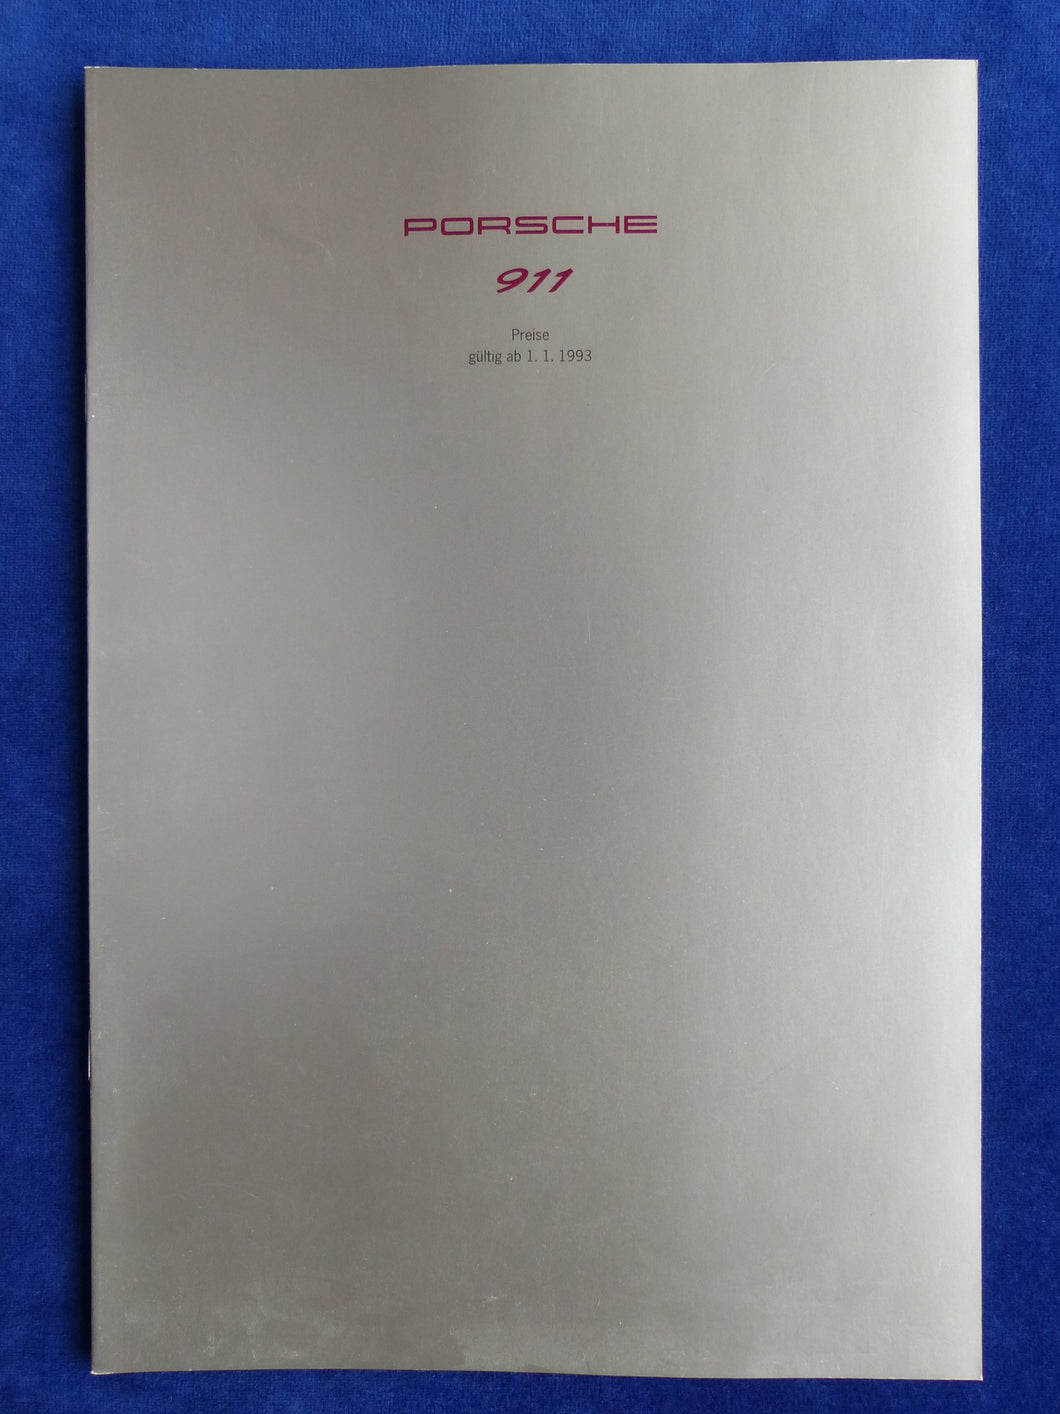 PORSCHE
911
Preise
gültig ab 1. 1. 1993